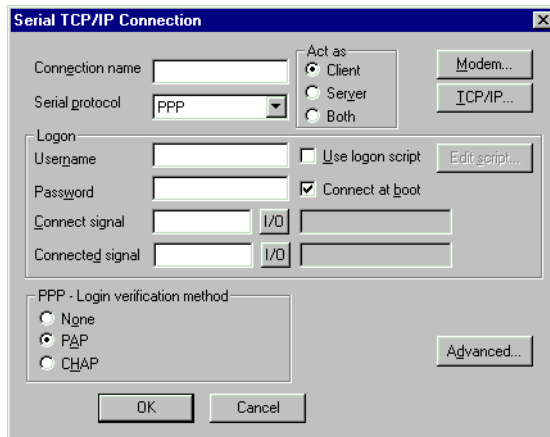 Serial TCP/IP Connection
Connection name
Serial protocol
PPP
Act as
Client
Server
Both
Modem...
TCP/IP...
Logon
Username
Use logon script
Edit script...
Password
Connect at boot
Connect signal
I/O
Connected signal
I/O
PPP - Login verification method
None
PAP
CHAP
Advanced...
OK
Cancel